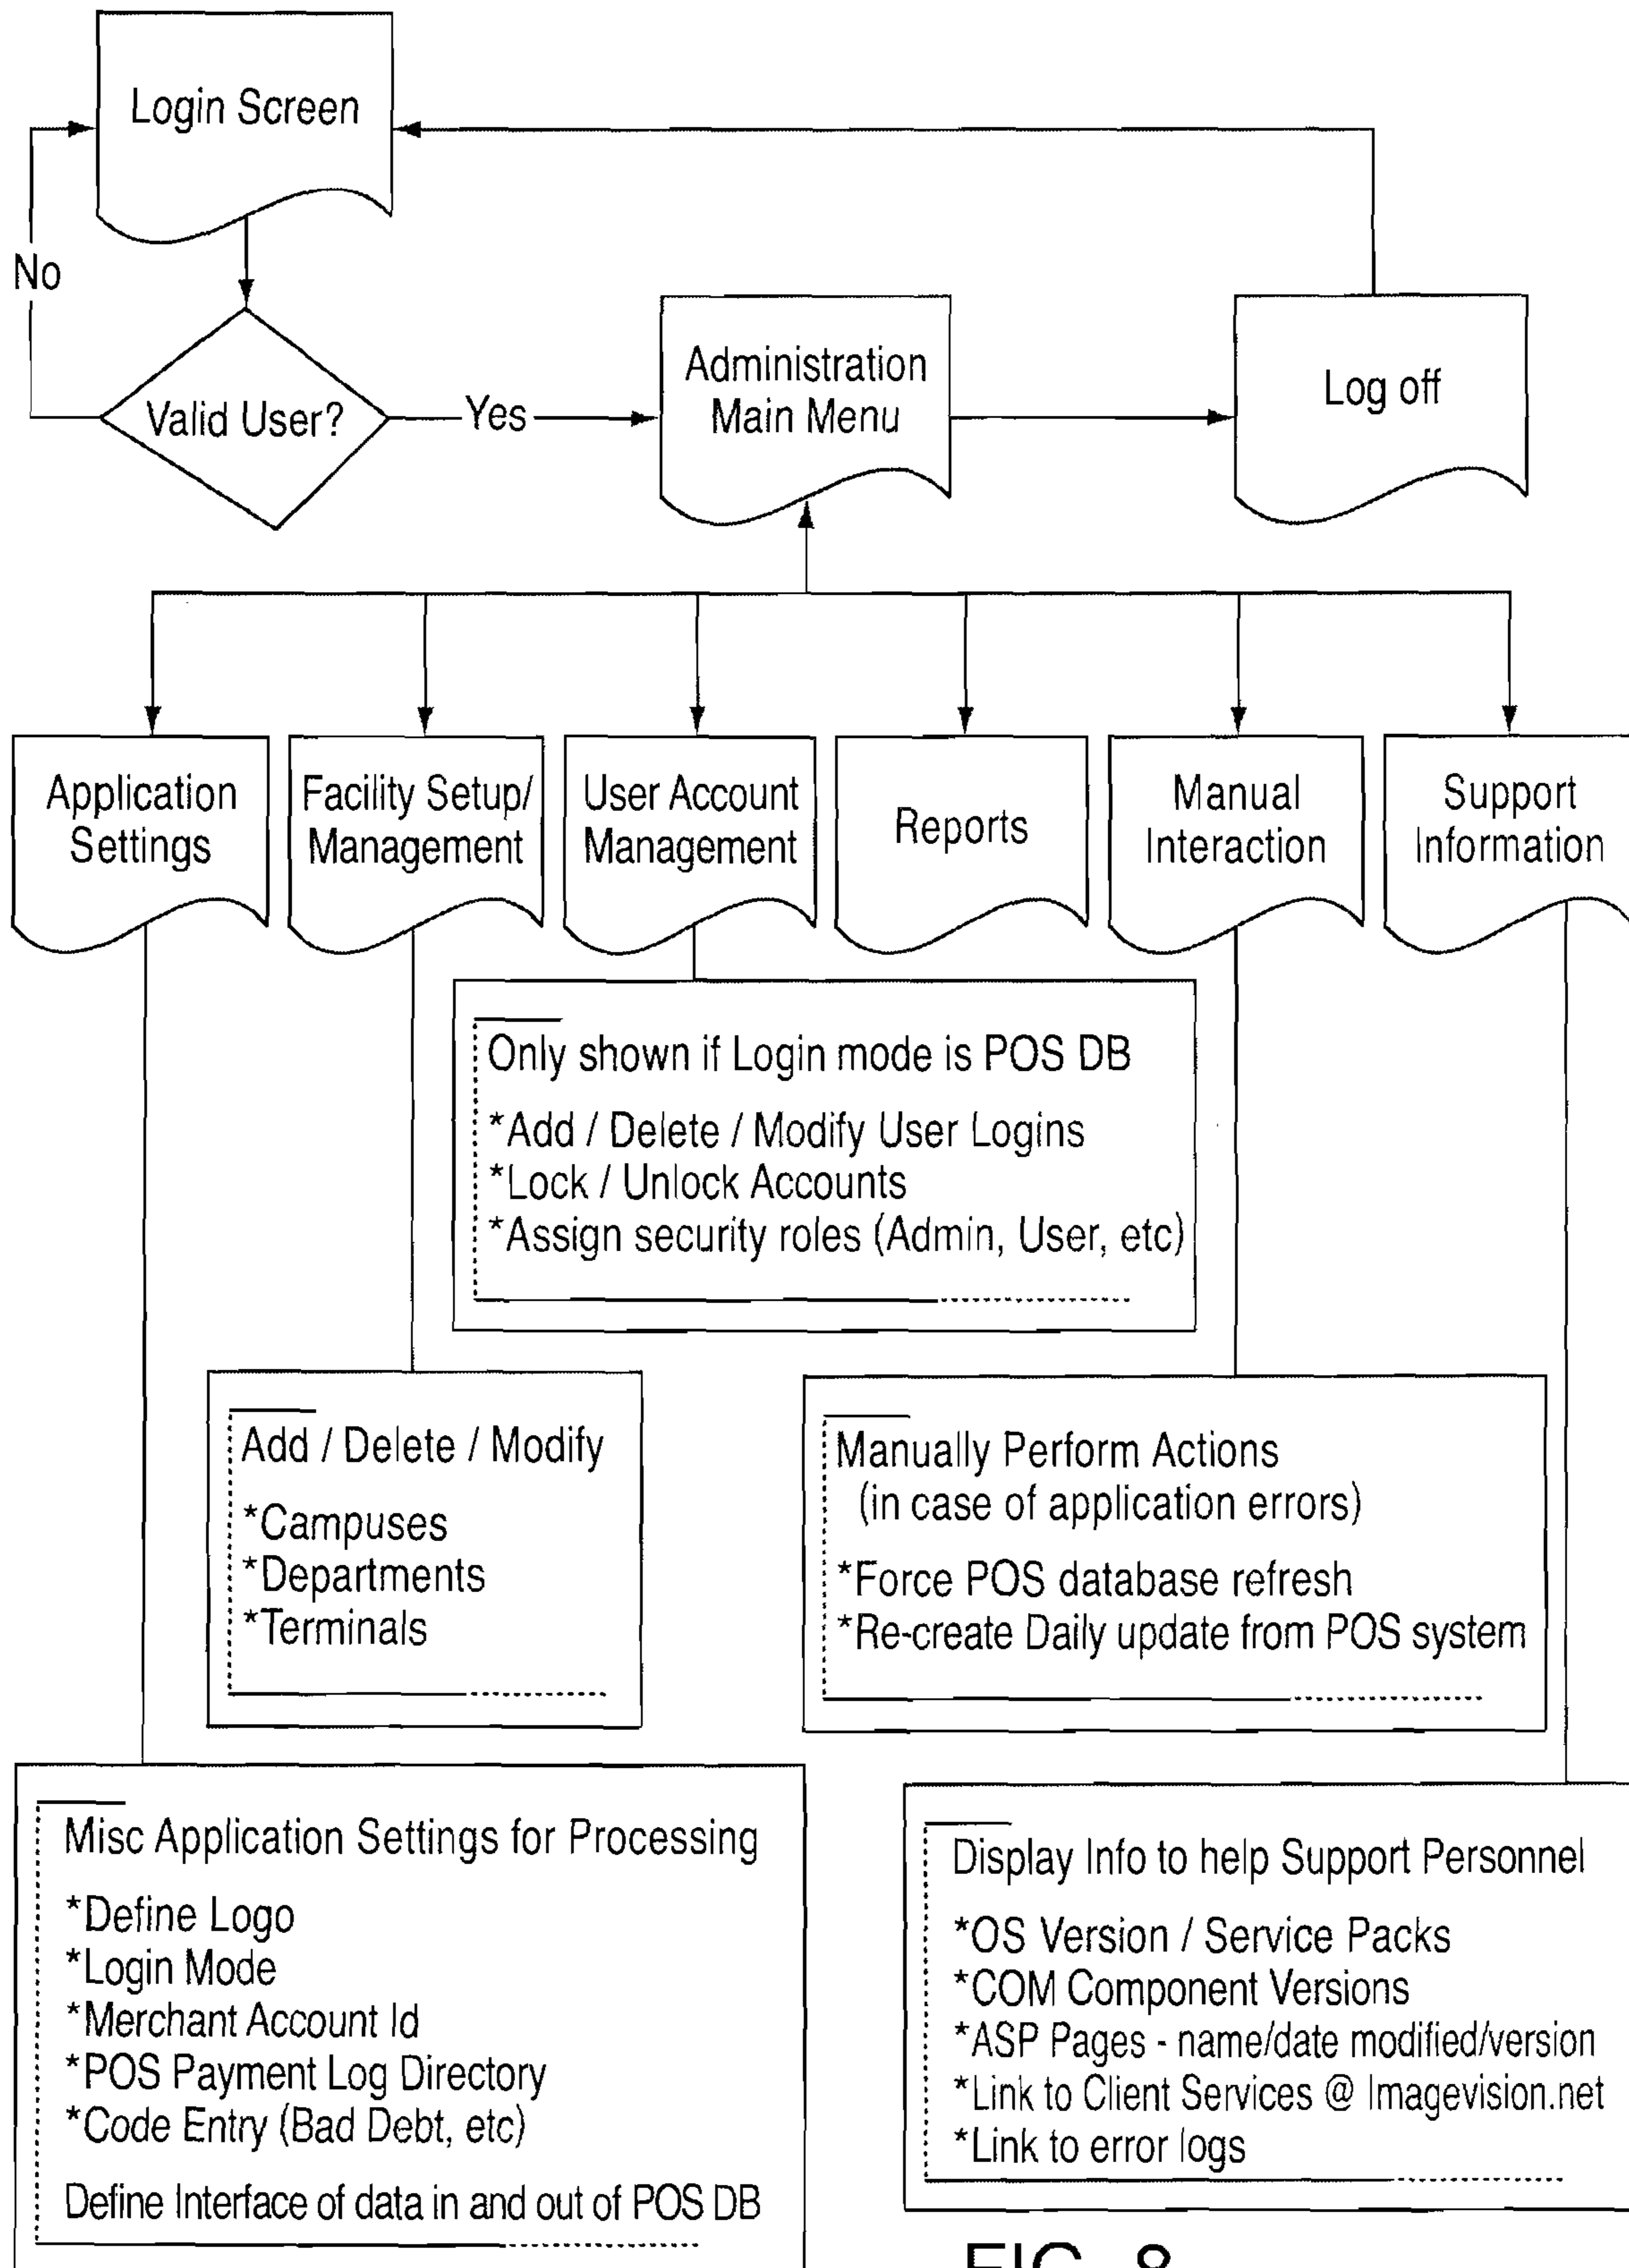 Login Screen
No
Valid User?
Yes
Administration
Main Menu
Log off
Application
Settings
Facility Setup/
Management
User Account
Management
Reports
Manual
Interaction
Support
Information
Only shown if Login mode is POS DB
*Add / Delete / Modify User Logins
*Lock / Unlock Accounts
*Assign security roles (Admin, User, etc)
Add / Delete / Modify
*Campuses
*Departments
*Terminals
Manually Perform Actions
(in case of application errors)
*Force POS database refresh
*Re-create Daily update from POS system
Misc Application Settings for Processing
*Define Logo
*Login Mode
*Merchant Account Id
*POS Payment Log Directory
*Code Entry (Bad Debt, etc)
Define Interface of data in and out of POS DB
Display Info to help Support Personnel
*OS Version / Service Packs
*COM Component Versions
*ASP Pages - name/date modified/version
*Link to Client Services @ Imagevision.net
*Link to error logs
FIG. 8